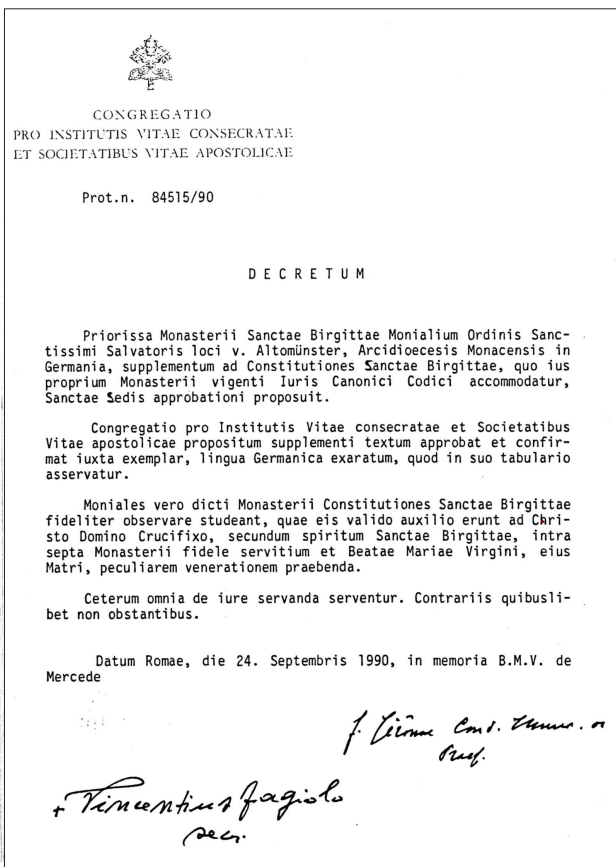 CONGREGATIO
PRO INSTITUTIS VITAE CONSECRATAE
ET SOCIETATIBUS VITAE APOSTOLICAE
Prot.n. 84515/90
D E C R E T U M
Priorissa Monasterii Sanctae Birgittae Monialium Ordinis Sanc-
tissimi Salvatoris loci v. Altomünster, Arcidioecesis Monacensis in
Germania, supplementum ad Constitutiones Sanctae Birgittae, quo ius
proprium Monasterii vigenti Iuris Canonici Codici accommodatur,
Sanctae Sedis approbationi proposuit.
Congregatio pro Institutis Vitae consecratae et Societatibus
Vitae apostolicae propositum supplementi textum approbat et confir-
mat iuxta exemplar, lingua Germanica exaratum, quod in suo tabulario
asservatur.
Moniales vero dicti Monasterii Constitutiones Sanctae Birgittae
fideliter observare studeant, quae eis valido auxilio erunt ad Chri-
sto Domino Crucifixo, secundum spiritum Sanctae Birgittae, intra
septa Monasterii fidele servitium et Beatae Mariae Virgini, eius
Matri, peculiarem venerationem praebenda.
Ceterum omnia de iure servanda serventur. Contrariis quibusli-
bet non obstantibus.
Datum Romae, die 24. Septembris 1990, in memoria B.M.V. de
Mercede
f. Jérôme Card.
Praef.
+ Vincentius Fagiolo
secr.